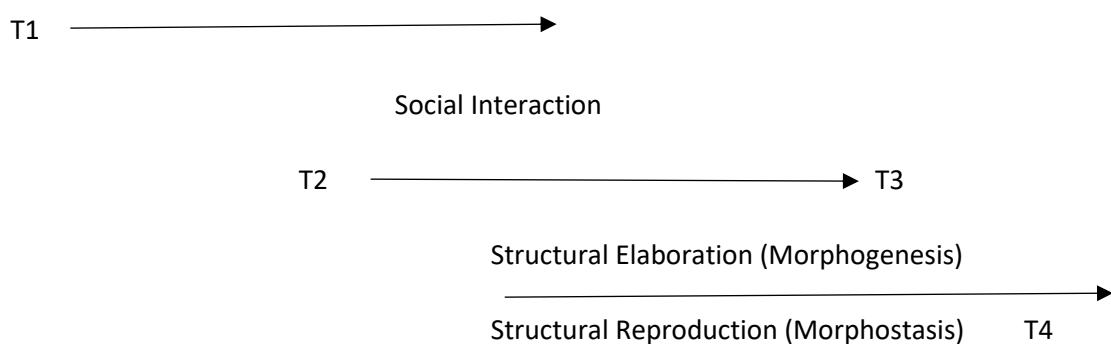 T1
Social Interaction
T2 T3
Structural Elaboration (Morphogenesis)
Structural Reproduction (Morphostasis) T4